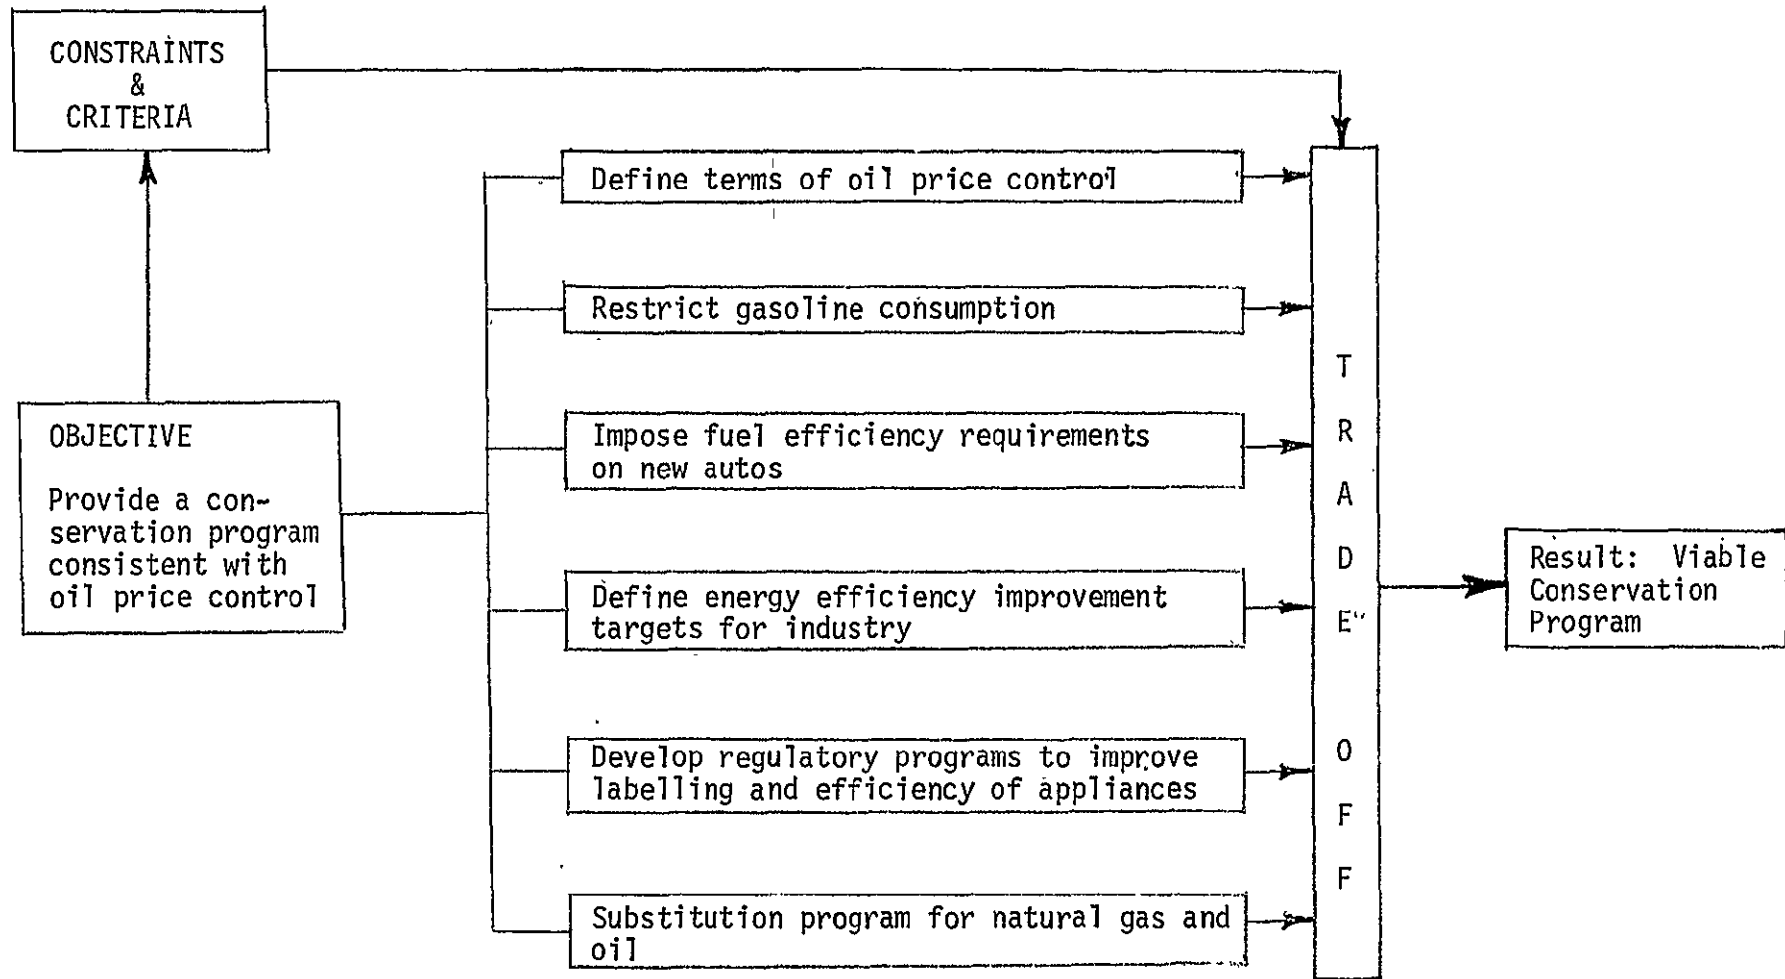 CONSTRAINTS
&
CRITERIA
Define terms of oil price control
Restrict gasoline consumption
Impose fuel efficiency requirements
on new autos
OBJECTIVE
Provide a con-
servation program
consistent with
oil price control
Define energy efficiency improvement
targets for industry
Develop regulatory programs to improve
labelling and efficiency of appliances
Substitution program for natural gas and
oil
T
R
A
D
E
O
F
F
Result: Viable
Conservation
Program